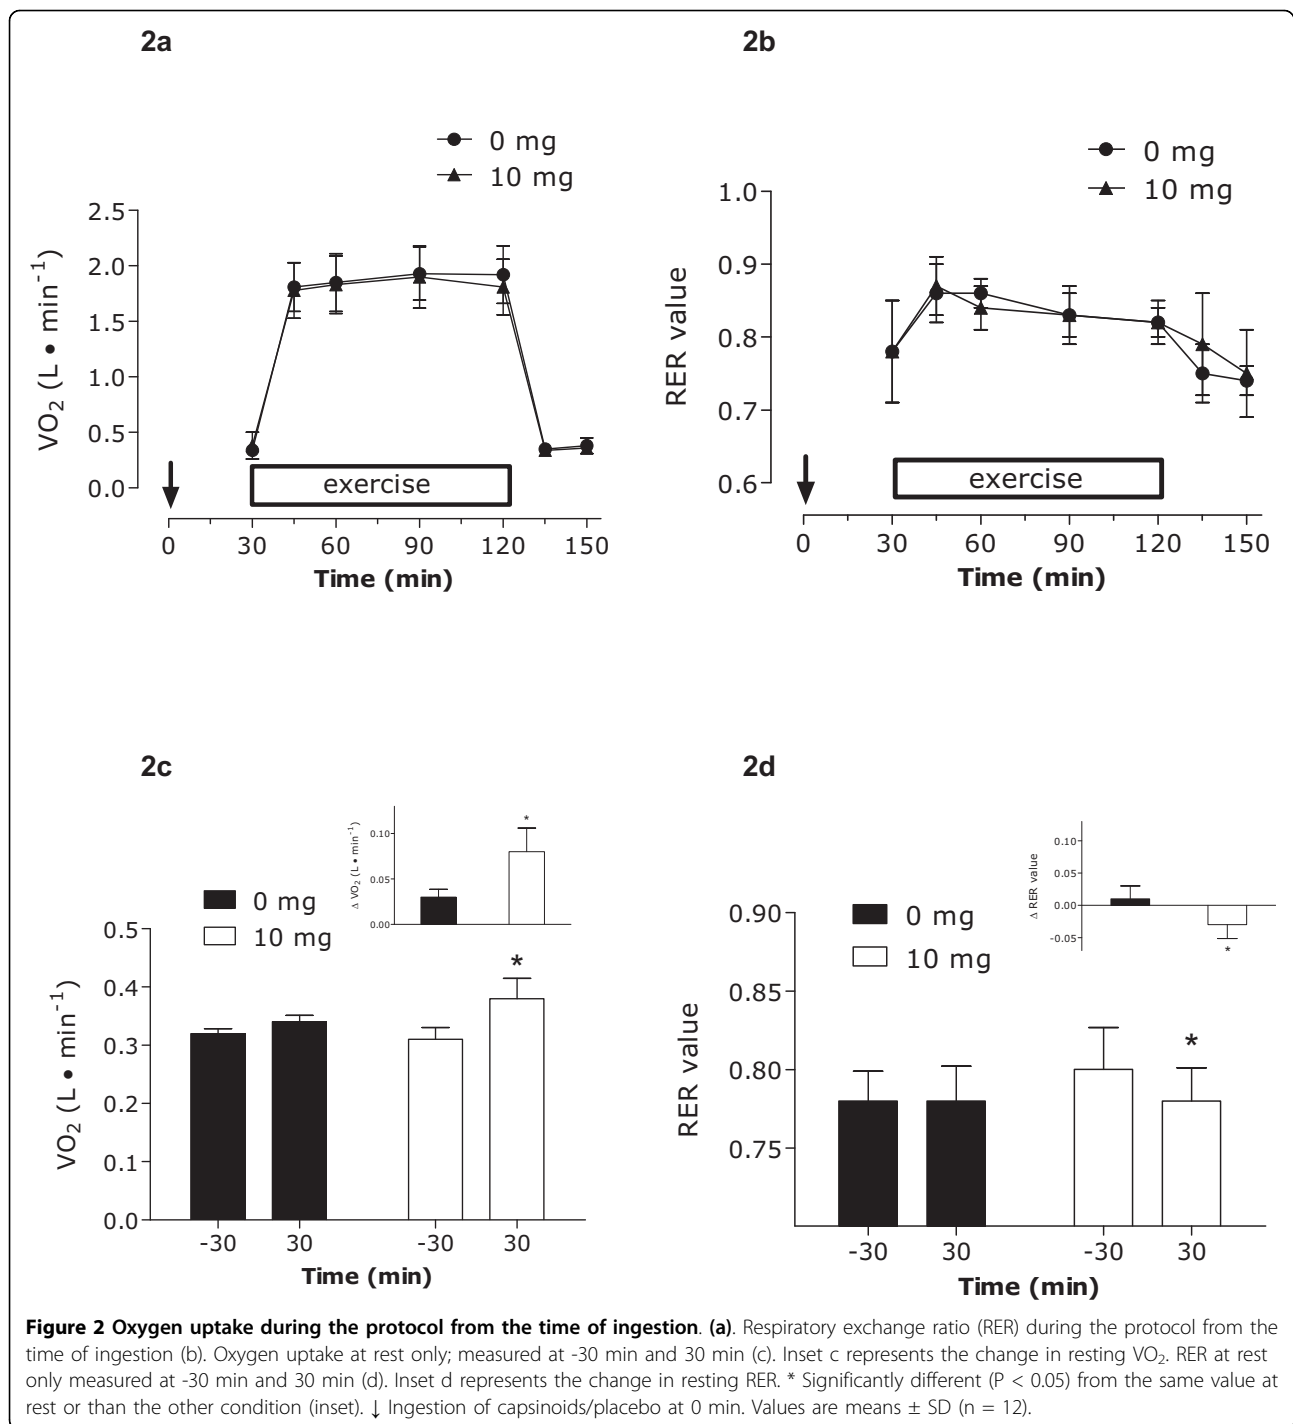 2a
0 mg
10 mg
2.5
2.0
1.5
1.0
0.5
0.0
VO₂ (L • min⁻¹)
exercise
0 30 60 90 120 150
Time (min)
2b
0 mg
10 mg
1.0
0.9
0.8
0.7
0.6
RER value
exercise
0 30 60 90 120 150
Time (min)
2c
Δ VO₂ (L • min⁻¹)
0.10
0.05
0.00
*
0 mg
10 mg
0.5
0.4
0.3
0.2
0.1
0.0
VO₂ (L • min⁻¹)
*
-30 30 -30 30
Time (min)
2d
Δ RER value
0.10
0.05
0.00
-0.05
*
0 mg
10 mg
0.90
0.85
0.80
0.75
RER value
*
-30 30 -30 30
Time (min)
Figure 2 Oxygen uptake during the protocol from the time of ingestion. (a). Respiratory exchange ratio (RER) during the protocol from the
time of ingestion (b). Oxygen uptake at rest only; measured at -30 min and 30 min (c). Inset c represents the change in resting VO₂. RER at rest
only measured at -30 min and 30 min (d). Inset d represents the change in resting RER. * Significantly different (P < 0.05) from the same value at
rest or than the other condition (inset). ↓ Ingestion of capsinoids/placebo at 0 min. Values are means ± SD (n = 12).